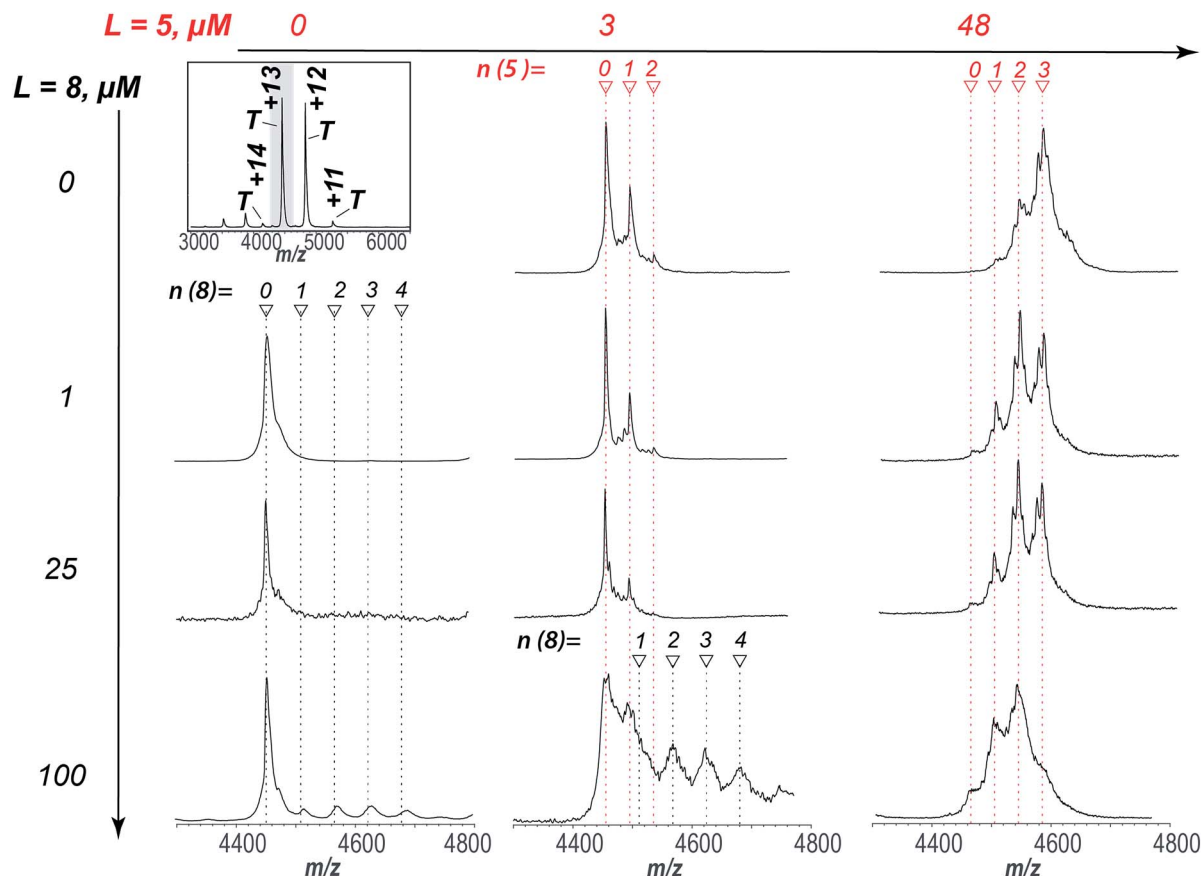 L = 5, µM 0 3 48
L = 8, µM
n (5 )= 0 1 2
0 1 2 3
0
T +14 T +13 T +12 T +11
3000 4000 5000 6000
m/z
n (8)= 0 1 2 3 4
1
25
n (8)= 1 2 3 4
100
4400 4600 4800 4400 4600 4800 4400 4600 4800
m/z m/z m/z